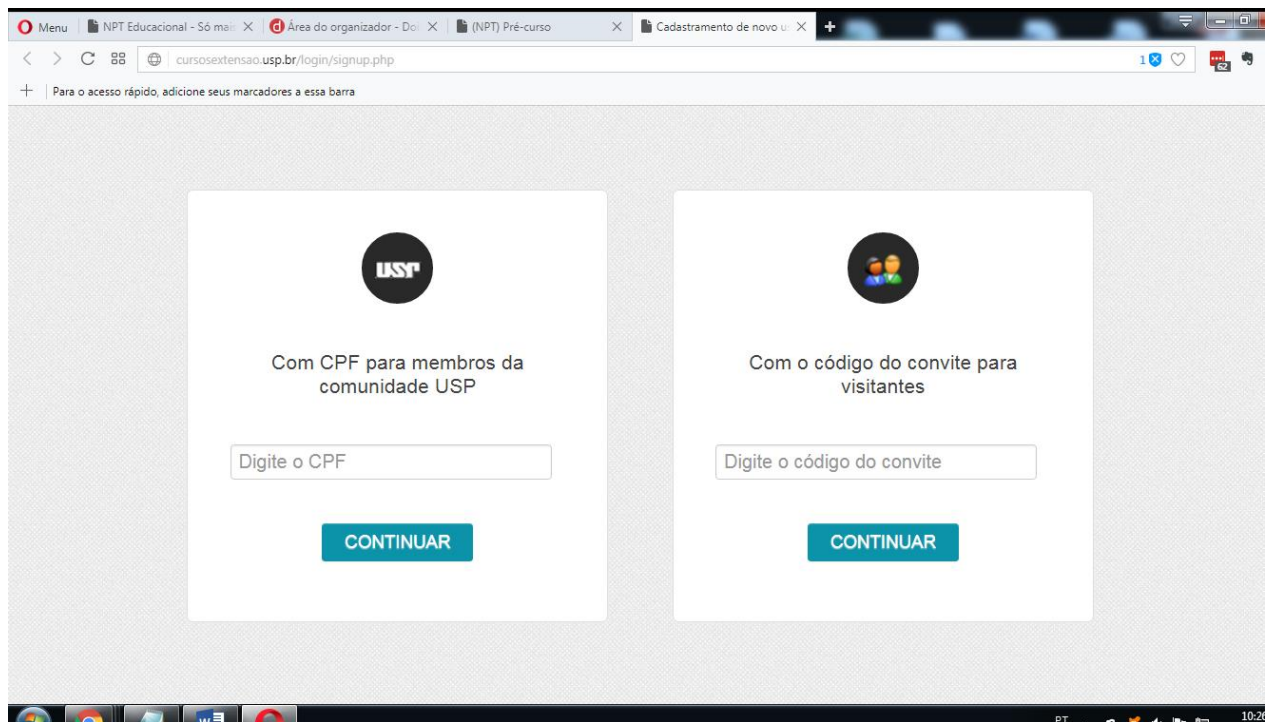 Menu
NPT Educacional - Só mai
Área do organizador - Do
(NPT) Pré-curso
Cadastramento de novo u
cursosextensao.usp.br/login/signup.php
1
62
Para o acesso rápido, adicione seus marcadores a essa barra
USP
Com CPF para membros da
comunidade USP
Digite o CPF
CONTINUAR
Com o código do convite para
visitantes
Digite o código do convite
CONTINUAR
PT
10:26